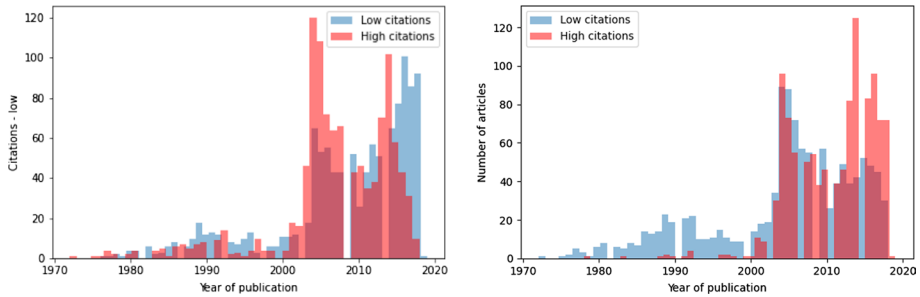 120
100
80
60
40
20
0
Citations - low
Low citations
High citations
1970 1980 1990 2000 2010 2020
Year of publication
120
100
80
60
40
20
0
Number of articles
Low citations
High citations
1970 1980 1990 2000 2010 2020
Year of publication